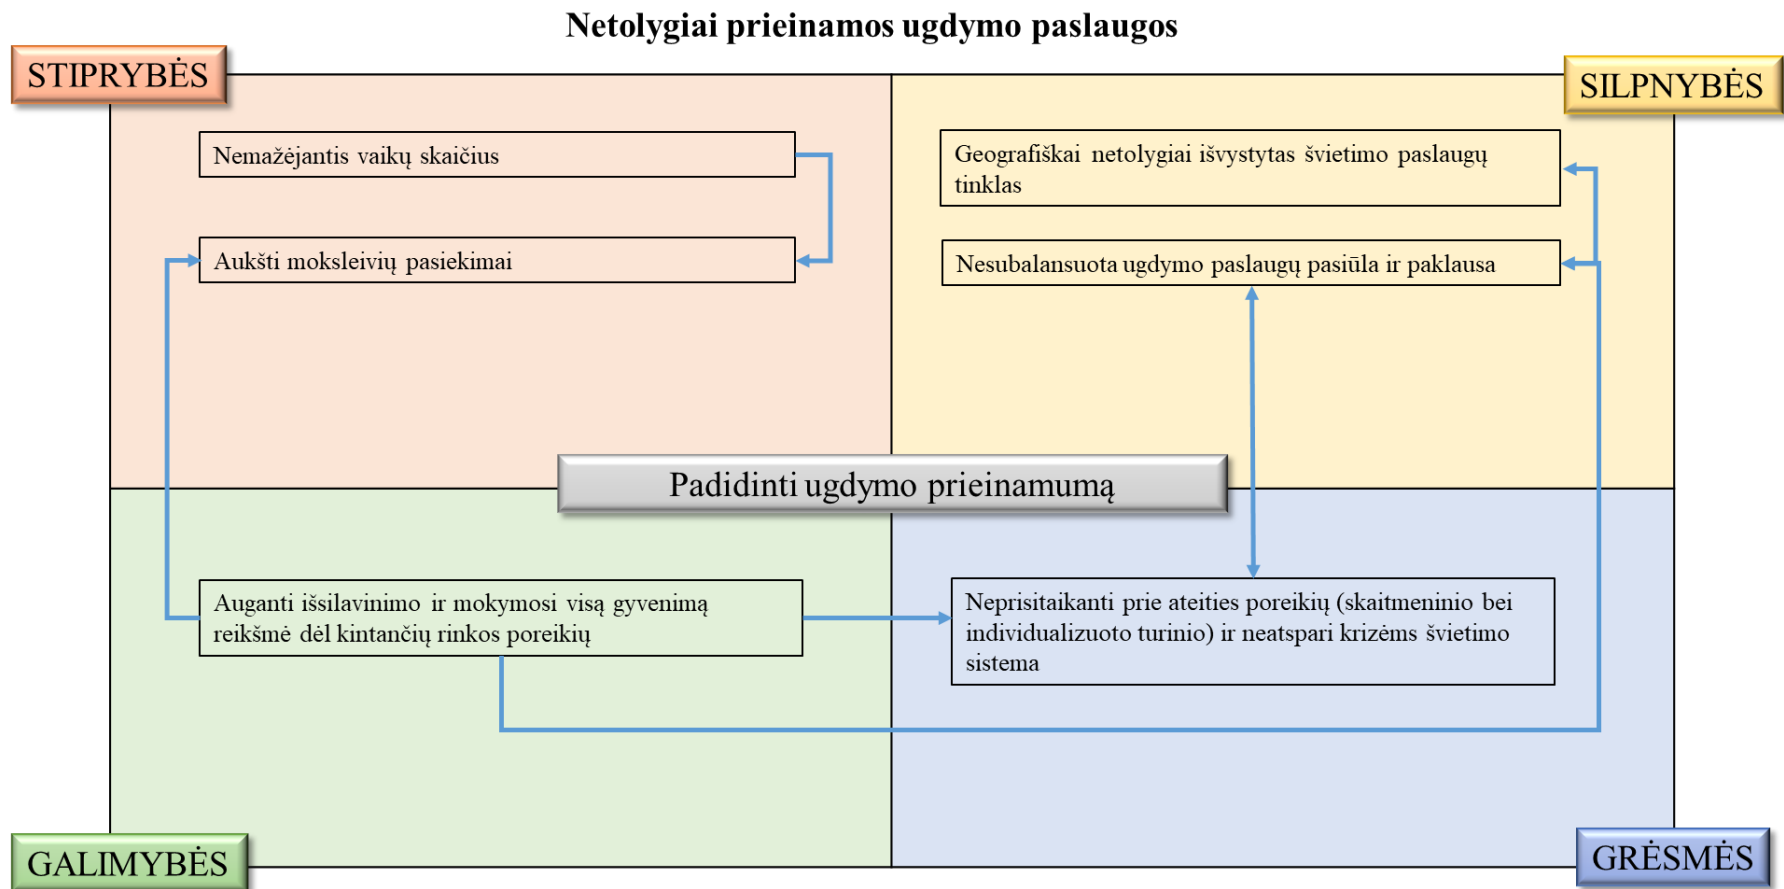 Netolygiai prieinamos ugdymo paslaugos
STIPRYBĖS
SILPNYBĖS
Nemažėjantis vaikų skaičius
Aukšti moksleivių pasiekimai
Geografiškai netolygiai išvystytas švietimo paslaugų
tinklas
Nesubalansuota ugdymo paslaugų pasiūla ir paklausa
Padidinti ugdymo prieinamumą
Auganti išsilavinimo ir mokymosi visą gyvenimą
reikšmė dėl kintančių rinkos poreikių
Neprisitaikanti prie ateities poreikių (skaitmeninio bei
individualizuoto turinio) ir neatspari krizėms švietimo
sistema
GALIMYBĖS
GRĖSMĖS